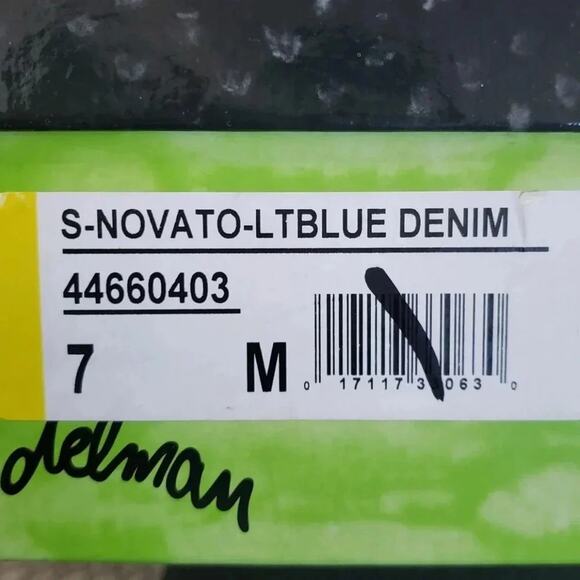 S-NOVATO-LTBLUE DENIM
44660403
7 M
delman